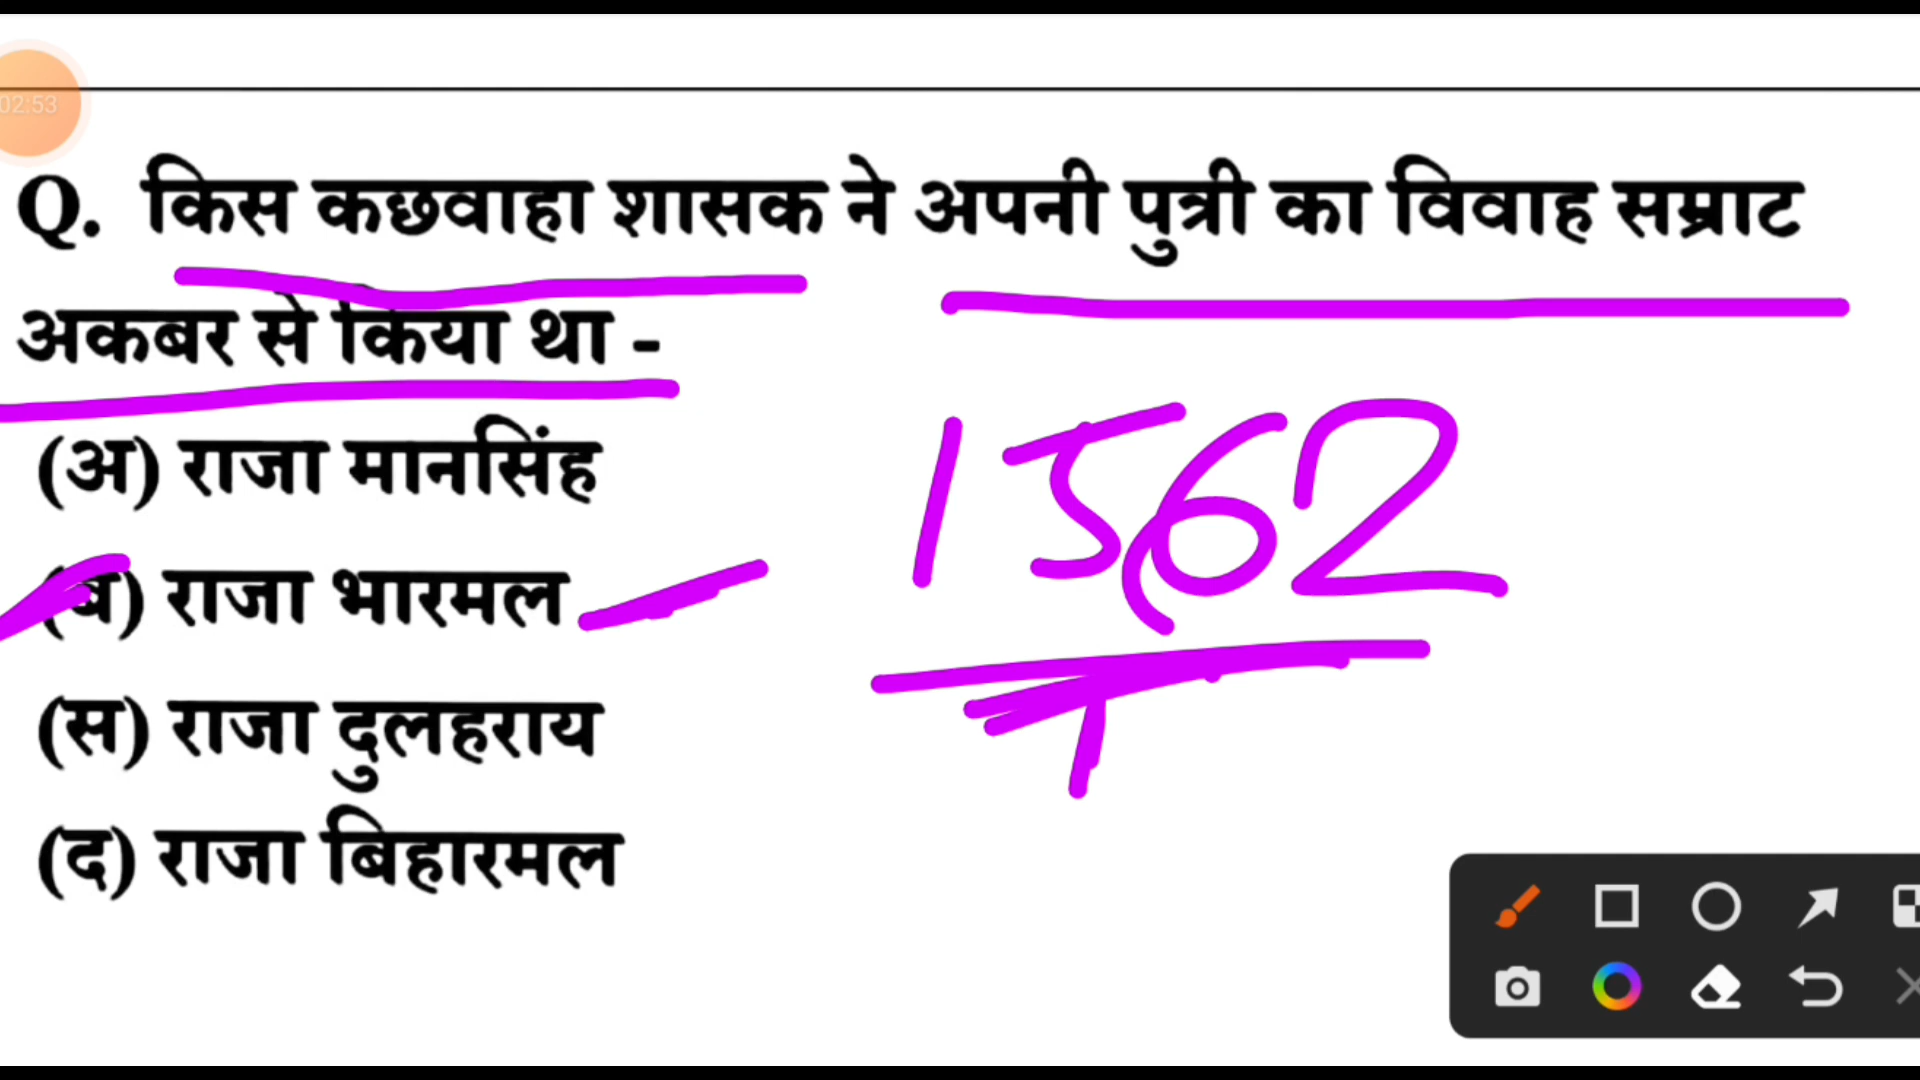 02:53
Q. किस कछवाहा शासक ने अपनी पुत्री का विवाह सम्राट
अकबर से किया था -
(अ) राजा मानसिंह
(ब) राजा भारमल
1562
(स) राजा दुलहराय
(द) राजा बिहारमल